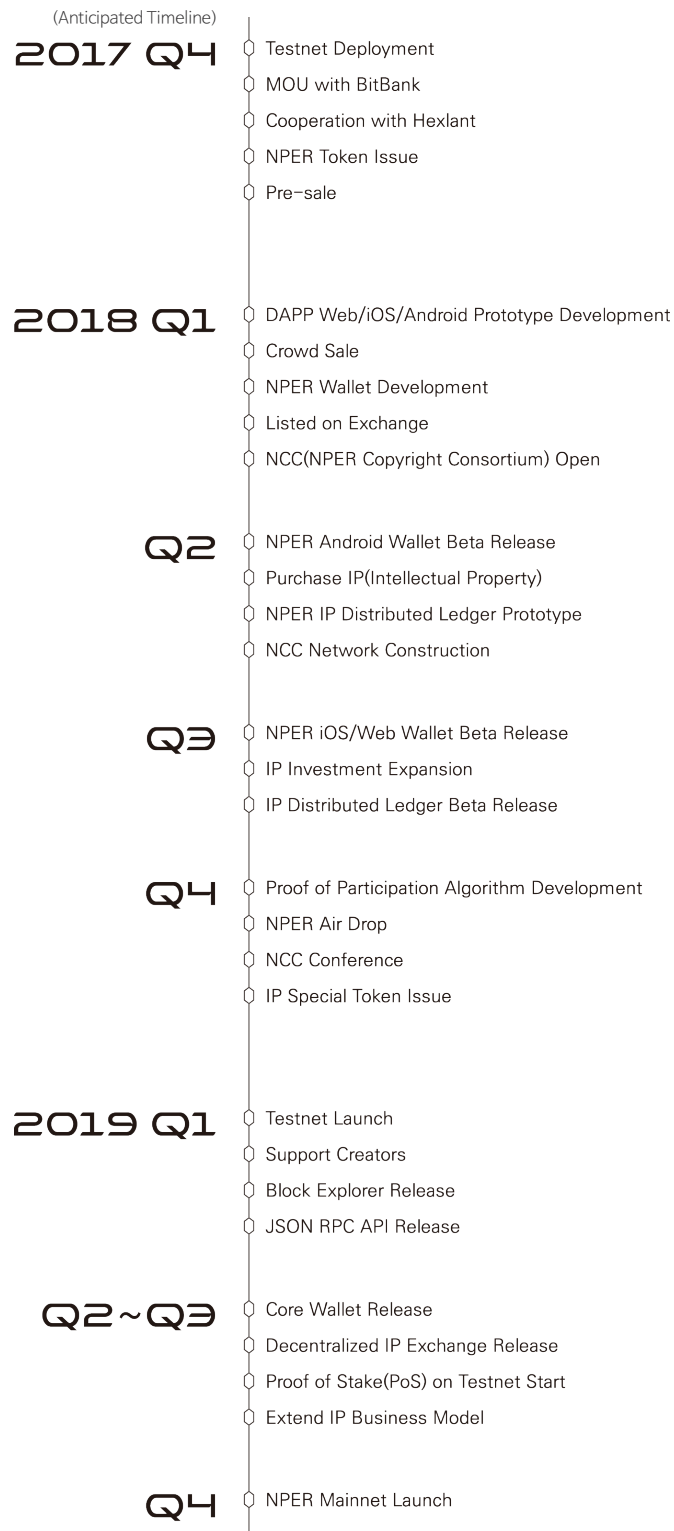 (Anticipated Timeline)
2017 Q4
Testnet Deployment
MOU with BitBank
Cooperation with Hexlant
NPER Token Issue
Pre-sale
2018 Q1
DAPP Web/iOS/Android Prototype Development
Crowd Sale
NPER Wallet Development
Listed on Exchange
NCC(NPER Copyright Consortium) Open
Q2
NPER Android Wallet Beta Release
Purchase IP(Intellectual Property)
NPER IP Distributed Ledger Prototype
NCC Network Construction
Q3
NPER iOS/Web Wallet Beta Release
IP Investment Expansion
IP Distributed Ledger Beta Release
Q4
Proof of Participation Algorithm Development
NPER Air Drop
NCC Conference
IP Special Token Issue
2019 Q1
Testnet Launch
Support Creators
Block Explorer Release
JSON RPC API Release
Q2~Q3
Core Wallet Release
Decentralized IP Exchange Release
Proof of Stake(PoS) on Testnet Start
Extend IP Business Model
Q4
NPER Mainnet Launch